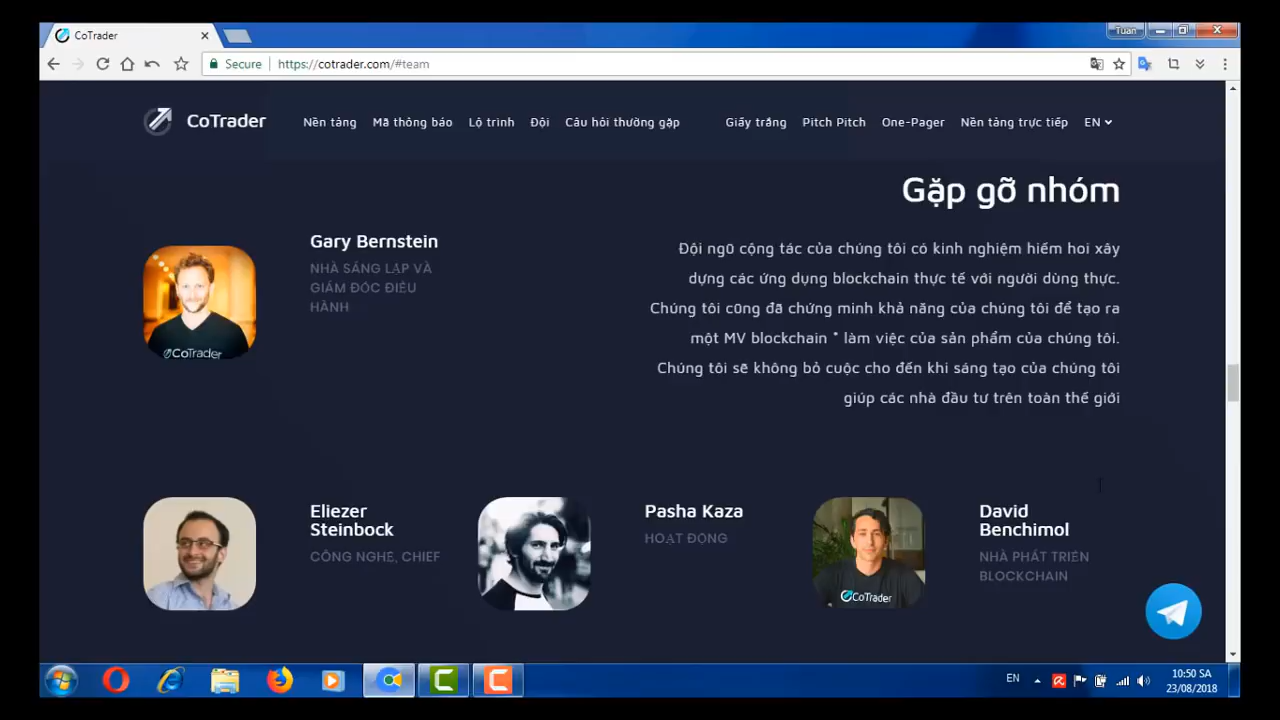 CoTrader
Tuan
Secure
https://cotrader.com/#team
CoTrader
Nền tảng
Mã thông báo
Lộ trình
Đội
Câu hỏi thường gặp
Giấy trắng
Pitch Pitch
One-Pager
Nền tảng trực tiếp
EN
Gặp gỡ nhóm
Gary Bernstein
NHÀ SÁNG LẬP VÀ
GIÁM ĐỐC ĐIỀU
HÀNH
CoTrader
Đội ngũ cộng tác của chúng tôi có kinh nghiệm hiếm hoi xây
dựng các ứng dụng blockchain thực tế với người dùng thực.
Chúng tôi cũng đã chứng minh khả năng của chúng tôi để tạo ra
một MV blockchain * làm việc của sản phẩm của chúng tôi.
Chúng tôi sẽ không bỏ cuộc cho đến khi sáng tạo của chúng tôi
giúp các nhà đầu tư trên toàn thế giới
Eliezer
Steinbock
CÔNG NGHỆ, CHIEF
Pasha Kaza
HOẠT ĐỘNG
CoTrader
David
Benchimol
NHÀ PHÁT TRIỂN
BLOCKCHAIN
EN
10:50 SA
23/08/2018